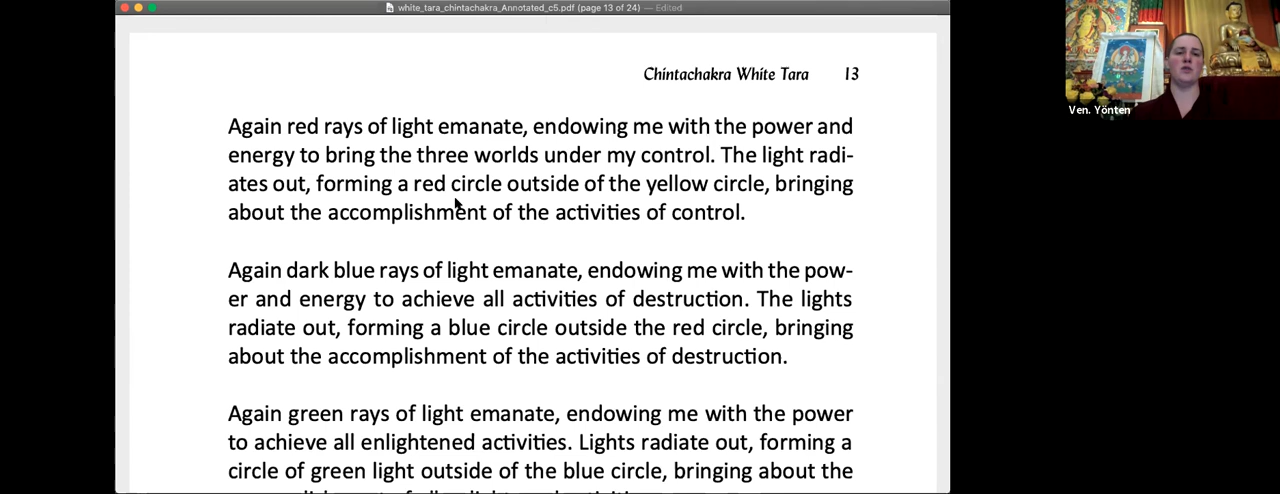 white_tara_chintachakra_Annotated_c5.pdf (page 13 of 24) — Edited
Chintachakra White Tara 13
Again red rays of light emanate, endowing me with the power and
energy to bring the three worlds under my control. The light radi-
ates out, forming a red circle outside of the yellow circle, bringing
about the accomplishment of the activities of control.
Again dark blue rays of light emanate, endowing me with the pow-
er and energy to achieve all activities of destruction. The lights
radiate out, forming a blue circle outside the red circle, bringing
about the accomplishment of the activities of destruction.
Again green rays of light emanate, endowing me with the power
to achieve all enlightened activities. Lights radiate out, forming a
circle of green light outside of the blue circle, bringing about the
Ven. Yönten